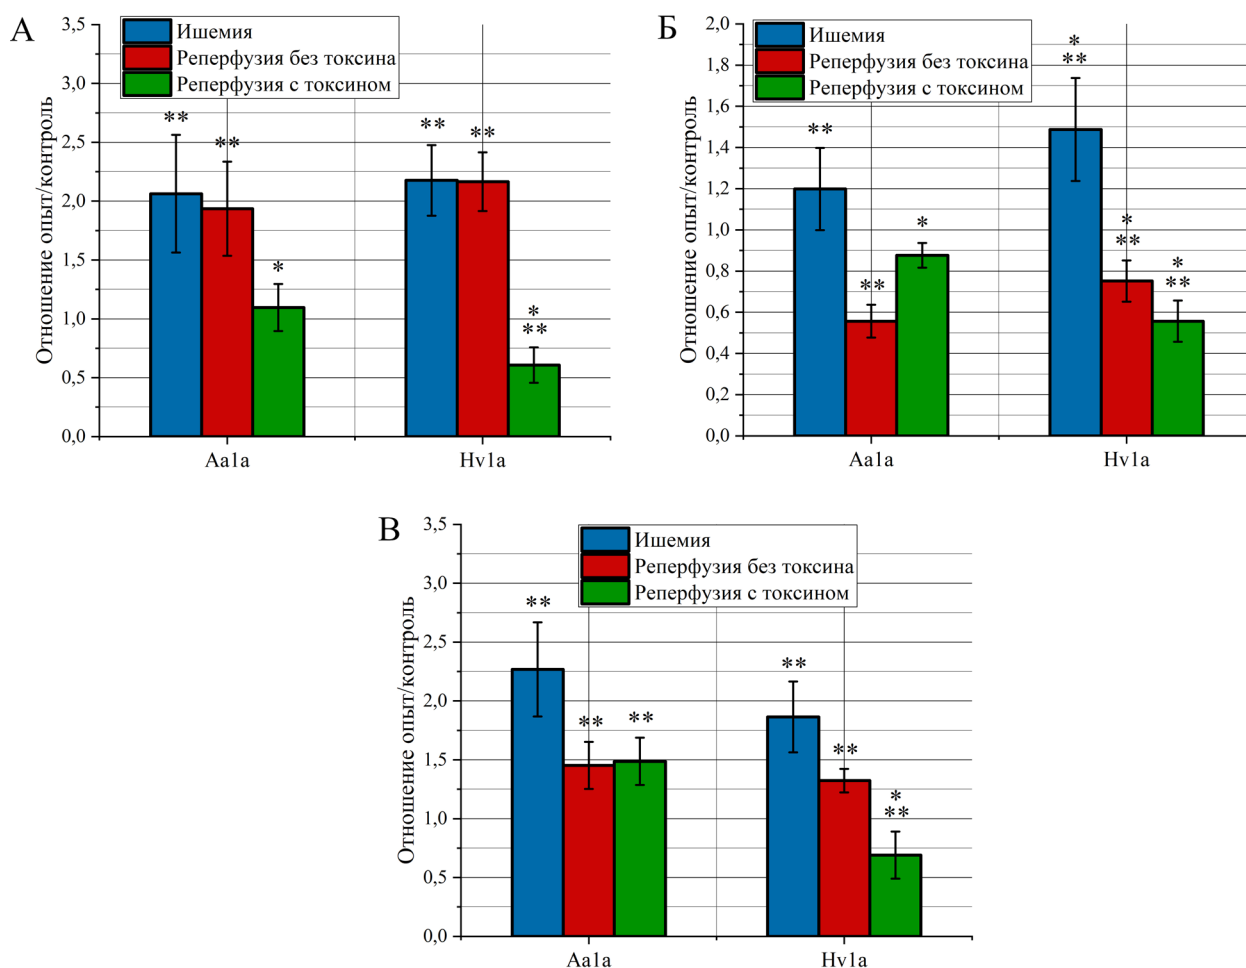 А
Отношение опыт/контроль
3,5
3,0
2,5
2,0
1,5
1,0
0,5
0,0
Ишемия
Реперфузия без токсина
Реперфузия с токсином
**
**
*
**
**
*
**
Aa1a
Hv1a
Б
Отношение опыт/контроль
2,0
1,8
1,6
1,4
1,2
1,0
0,8
0,6
0,4
0,2
0,0
Ишемия
Реперфузия без токсина
Реперфузия с токсином
**
**
*
*
**
*
**
*
**
Aa1a
Hv1a
В
Отношение опыт/контроль
3,5
3,0
2,5
2,0
1,5
1,0
0,5
0,0
Ишемия
Реперфузия без токсина
Реперфузия с токсином
**
**
**
**
**
*
**
Aa1a
Hv1a